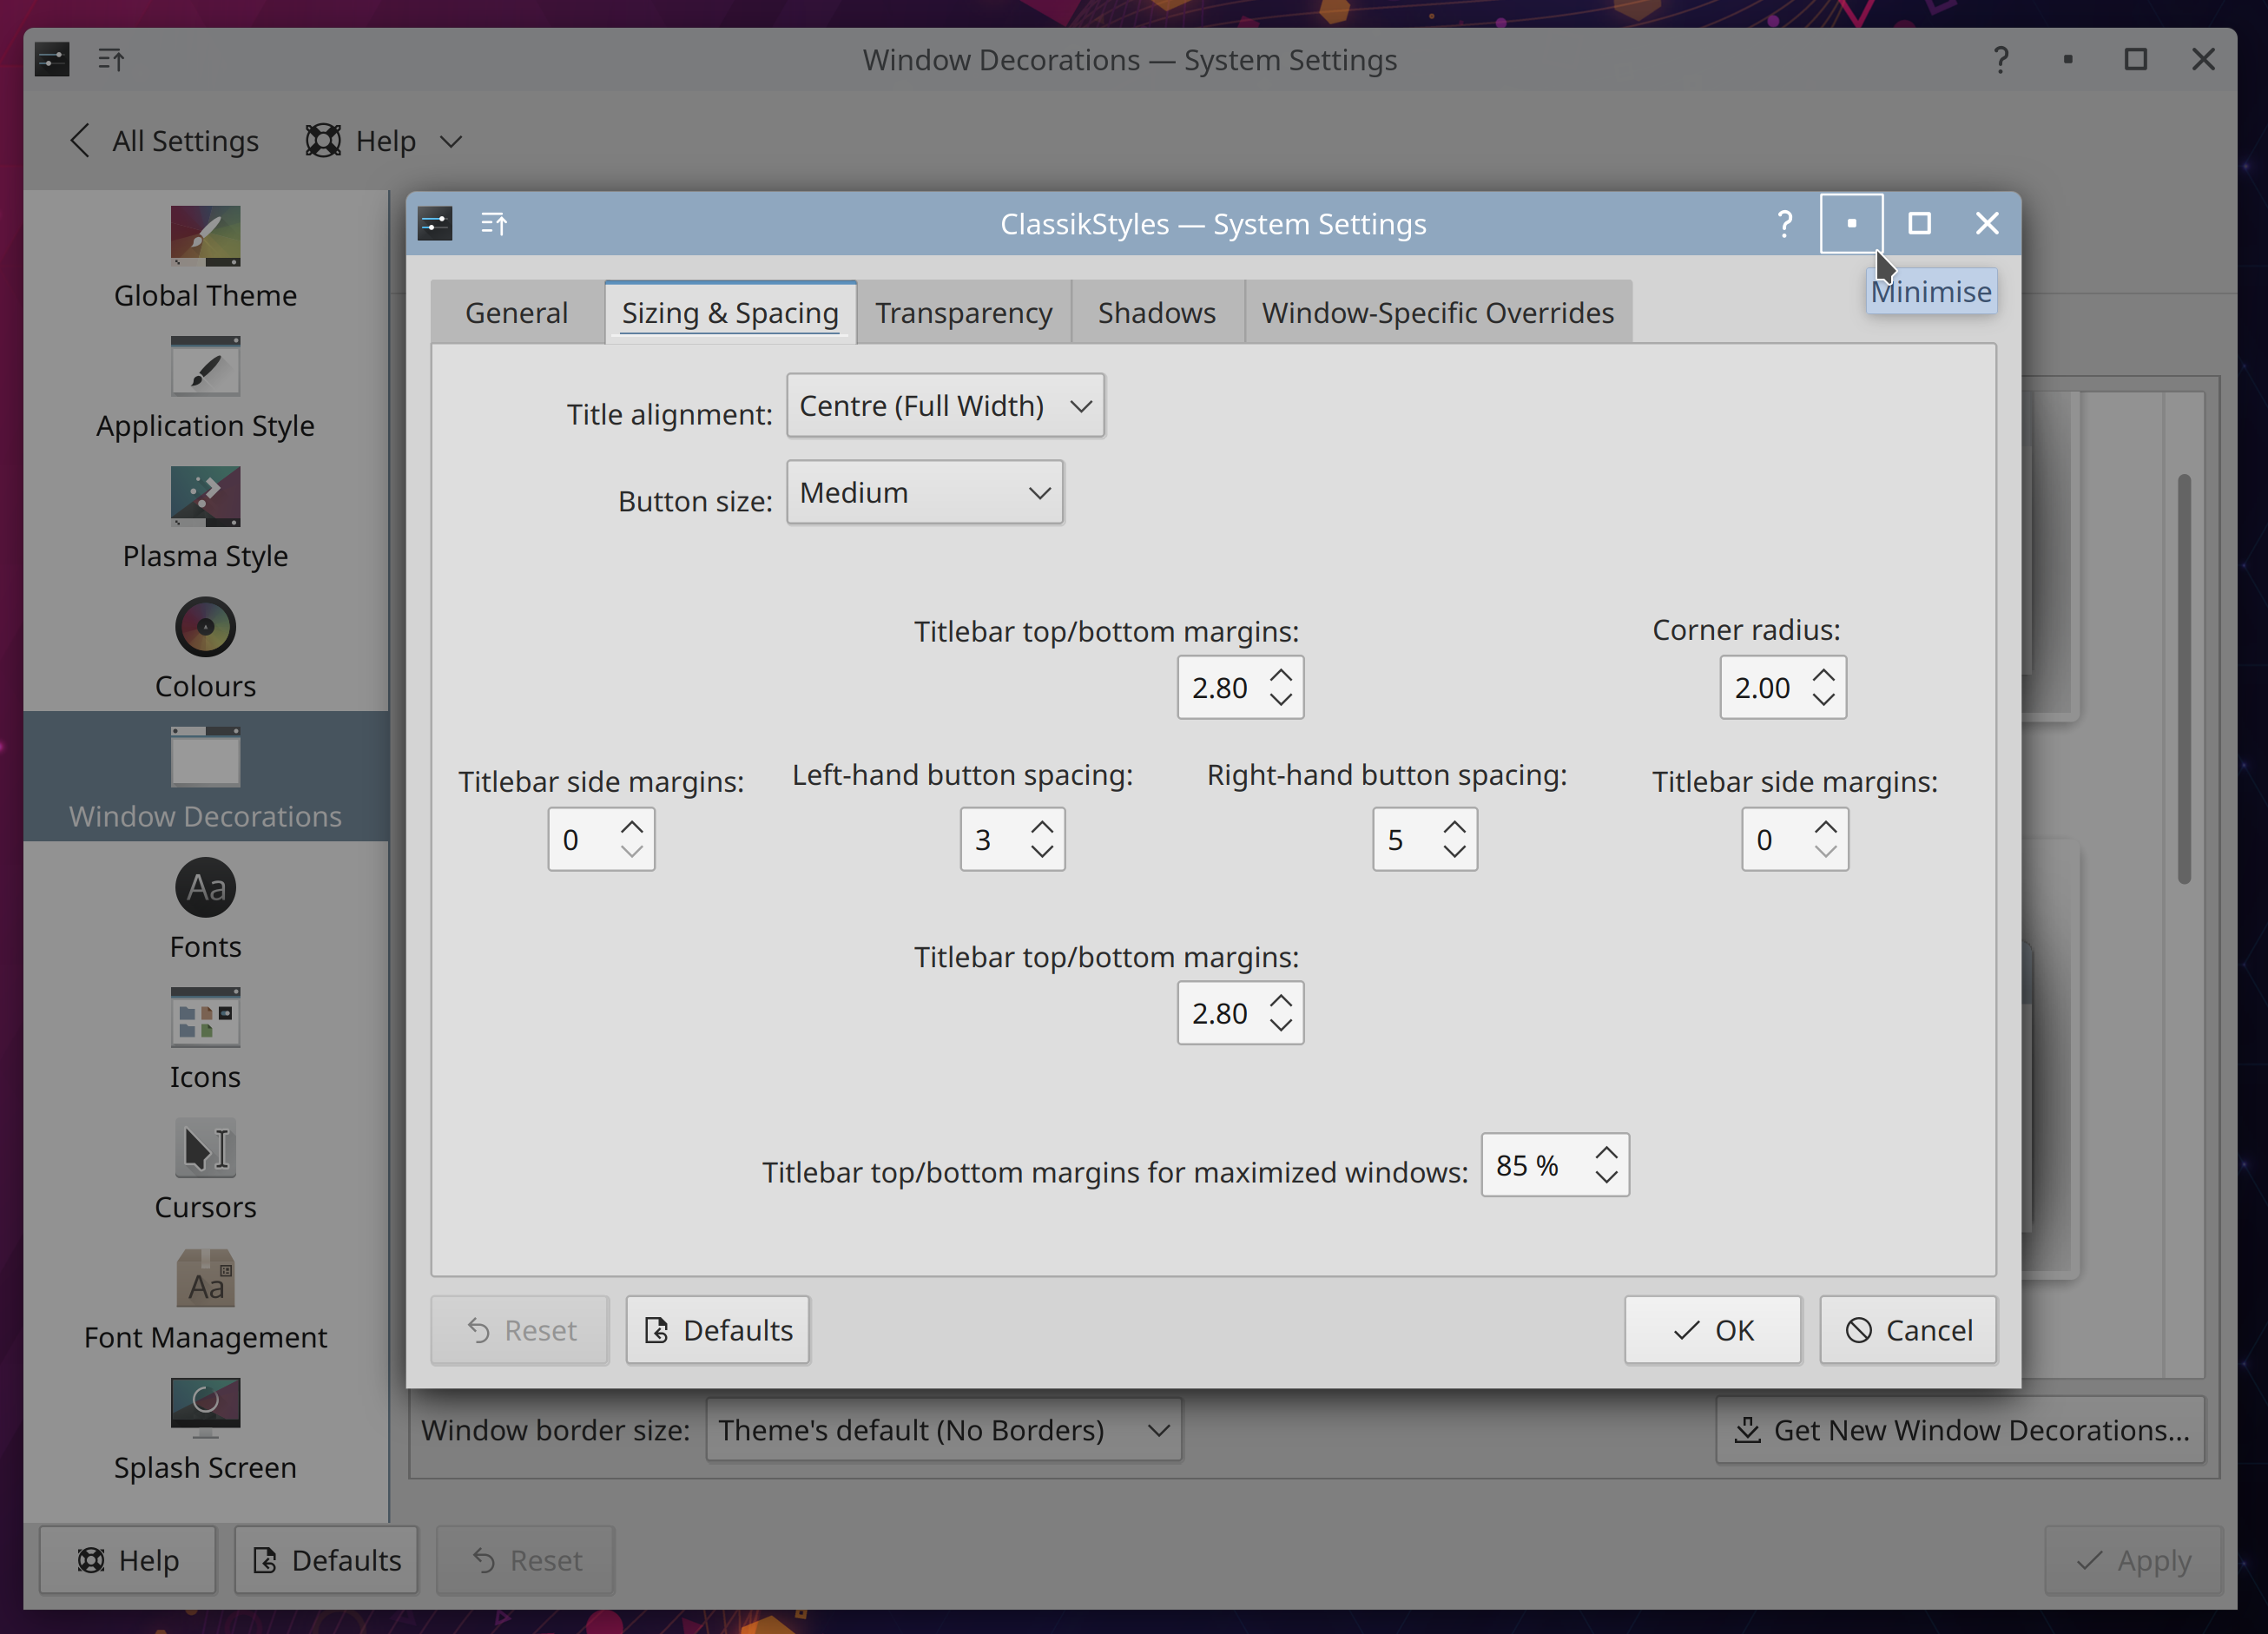 Window Decorations — System Settings
All Settings
Help
Global Theme
Application Style
Plasma Style
Colours
Window Decorations
Fonts
Aa
Icons
Cursors
Aa
Font Management
Splash Screen
ClassikStyles — System Settings
Minimise
General
Sizing & Spacing
Transparency
Shadows
Window-Specific Overrides
Title alignment: Centre (Full Width)
Button size: Medium
Titlebar top/bottom margins:
2.80
Corner radius:
2.00
Titlebar side margins:
0
Left-hand button spacing:
3
Right-hand button spacing:
5
Titlebar side margins:
0
Titlebar top/bottom margins:
2.80
Titlebar top/bottom margins for maximized windows: 85 %
Reset
Defaults
OK
Cancel
Window border size: Theme's default (No Borders)
Get New Window Decorations...
Help
Defaults
Reset
Apply